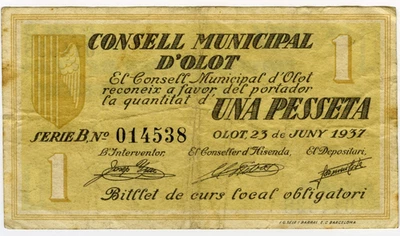 CONSELL MUNICIPAL
D'OLOT
1
El Consell Municipal d'Olot
reconeix a favor del portador
la quantitat d'
UNA PESSETA
SERIE B, Nº 014538
OLOT, 23 de JUNY 1937
L'Interventor,
El Conseller d'Hisenda,
El Depositari,
1
Bitllet de curs local obligatori